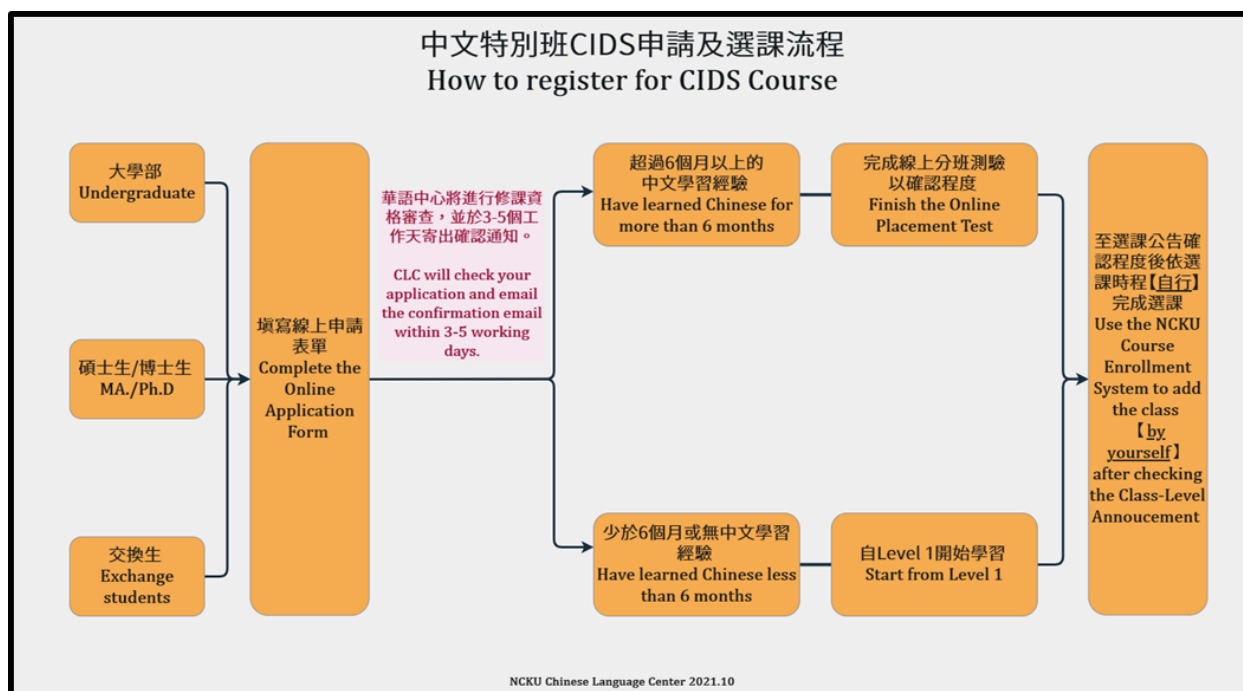 中文特別班CIDS申請及選課流程
How to register for CIDS Course
大學部
Undergraduate
碩士生/博士生
MA./Ph.D
交換生
Exchange
students
填寫線上申請
表單
Complete the
Online
Application
Form
華語中心將進行修課資
格審查，並於3-5個工
作天寄出確認通知。
CLC will check your
application and email
the confirmation email
within 3-5 working
days.
超過6個月以上的
中文學習經驗
Have learned Chinese for
more than 6 months
完成線上分班測驗
以確認程度
Finish the Online
Placement Test
少於6個月或無中文學習
經驗
Have learned Chinese less
than 6 months
自Level 1開始學習
Start from Level 1
至選課公告確
認程度後依選
課時程【自行】
完成選課
Use the NCKU
Course
Enrollment
System to add
the class
【by
yourself】
after checking
the Class-Level
Annoucement
NCKU Chinese Language Center 2021.10